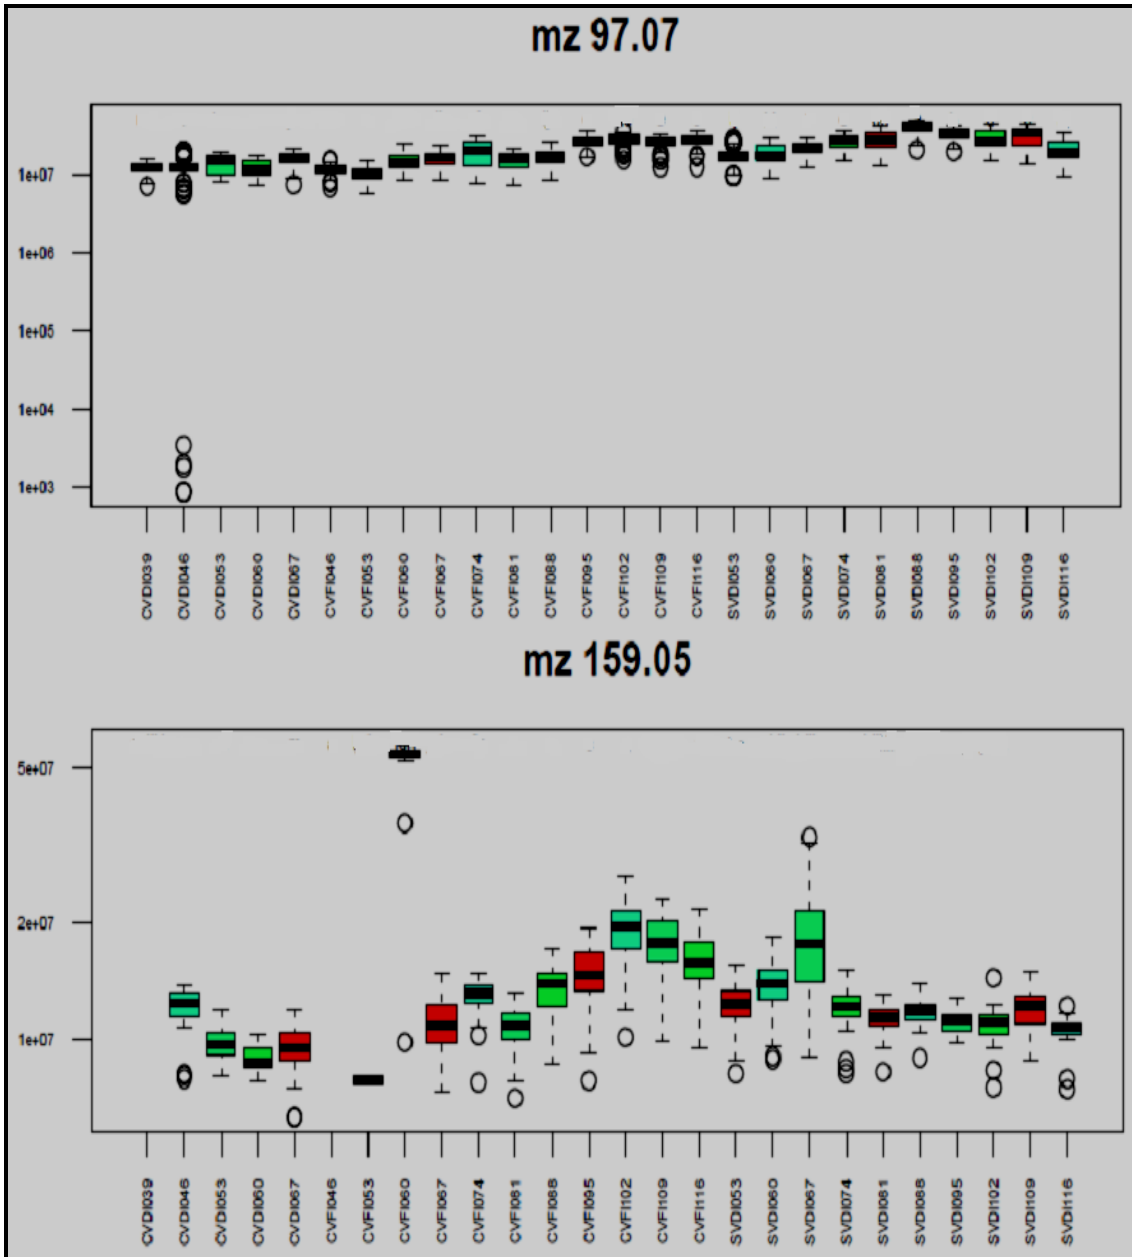 mz 97.07
1e+07
1e+06
1e+05
1e+04
1e+03
CVDI039
CVDI046
CVDI053
CVDI060
CVDI067
CVFI046
CVFI053
CVFI060
CVFI067
CVFI074
CVFI081
CVFI088
CVFI095
CVFI102
CVFI109
CVFI116
SVDI053
SVDI060
SVDI067
SVDI074
SVDI081
SVDI088
SVDI095
SVDI102
SVDI109
SVDI116
mz 159.05
5e+07
2e+07
1e+07
CVDI039
CVDI046
CVDI053
CVDI060
CVDI067
CVFI046
CVFI053
CVFI060
CVFI067
CVFI074
CVFI081
CVFI088
CVFI095
CVFI102
CVFI109
CVFI116
SVDI053
SVDI060
SVDI067
SVDI074
SVDI081
SVDI088
SVDI095
SVDI102
SVDI109
SVDI116